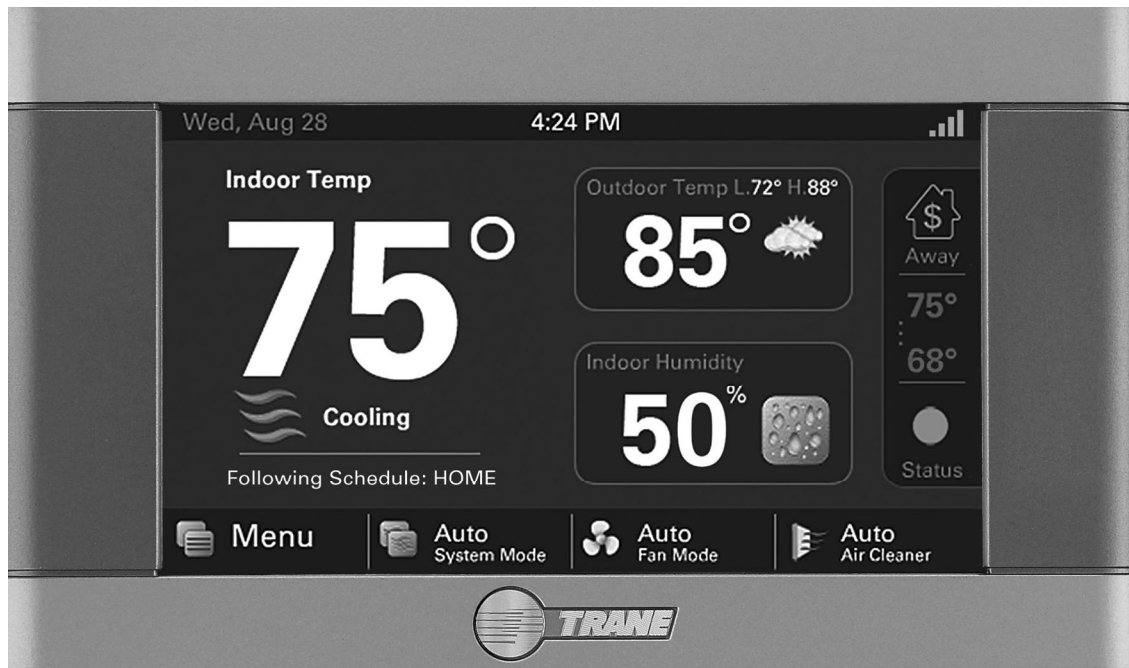 Wed, Aug 28
4:24 PM
Indoor Temp
75°
Cooling
Following Schedule: HOME
Outdoor Temp L.72° H.88°
85°
Indoor Humidity
50%
$
Away
75°
68°
Status
Menu
Auto
System Mode
Auto
Fan Mode
Auto
Air Cleaner
TRANE